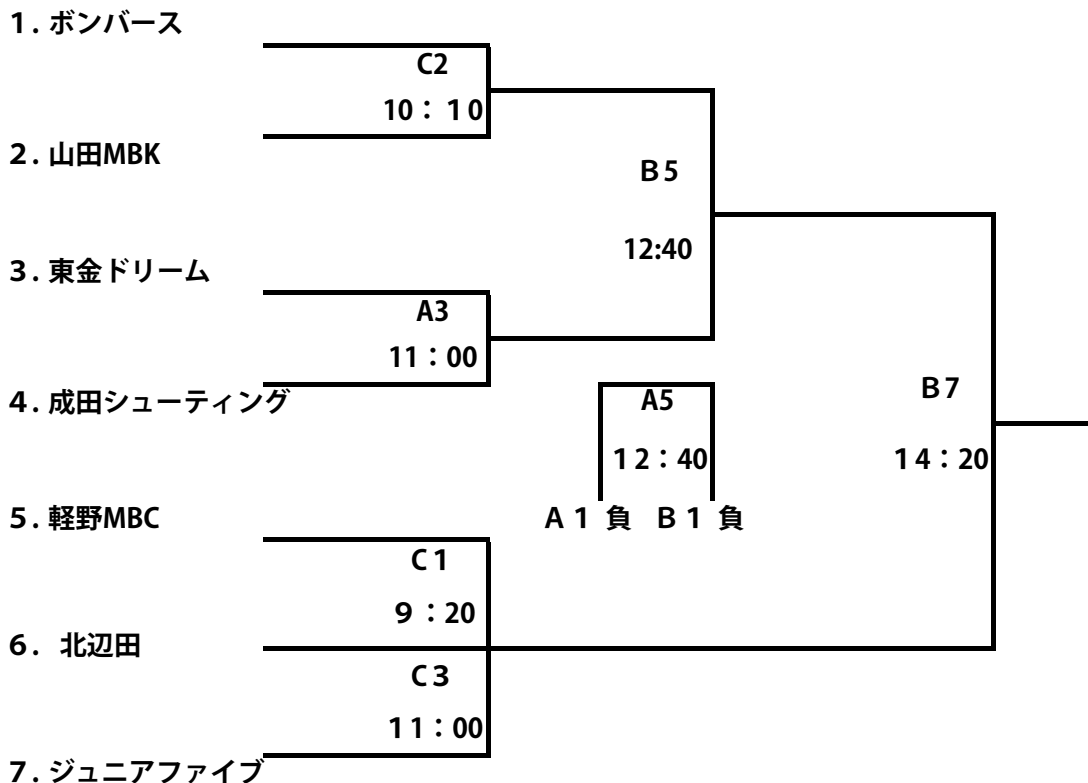 １. ボンバース
C2
10：１０
２. 山田MBK
Ｂ５
12:40
３. 東金ドリーム
A3
11：00
４. 成田シューティング
A5
１２：40
Ｂ７
１４：20
５. 軽野MBC
Ａ１ 負 Ｂ１ 負
Ｃ１
９：20
６. 北辺田
Ｃ３
１１：00
７. ジュニアファイブ